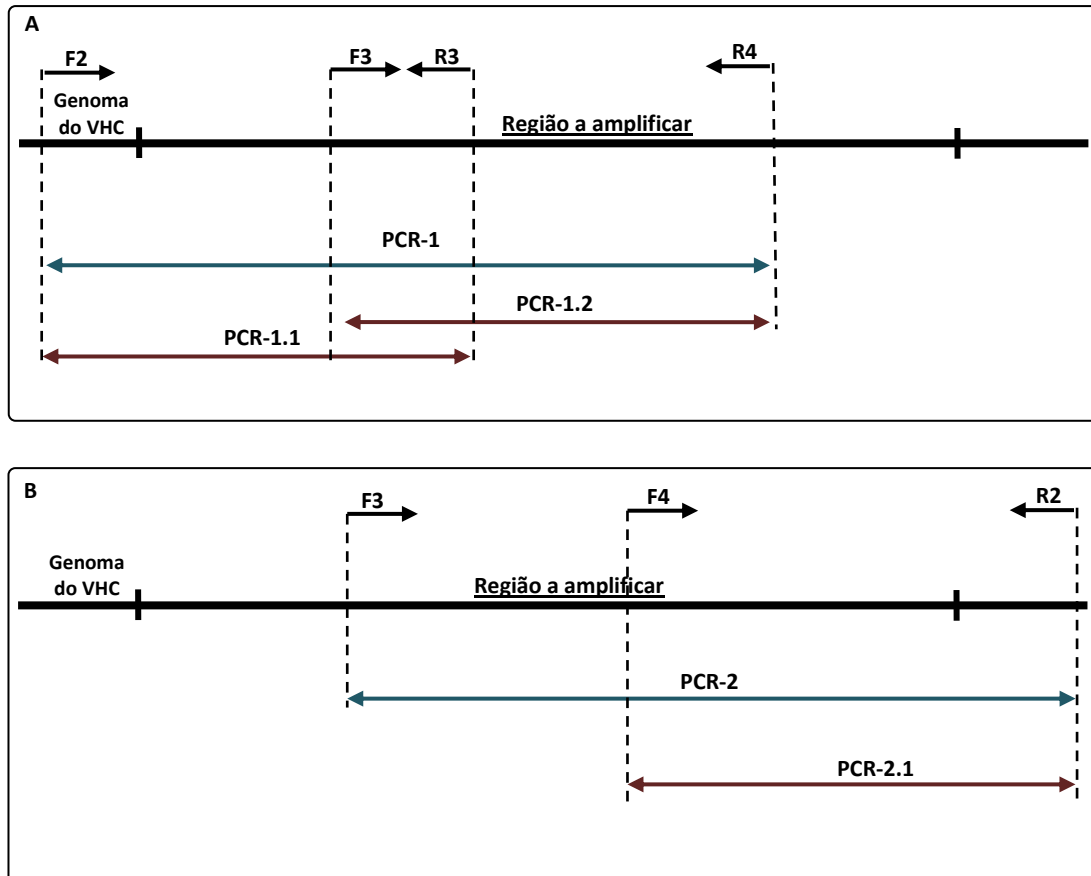 A
F2
F3
R3
R4
Genoma
do VHC
Região a amplificar
PCR-1
PCR-1.2
PCR-1.1
B
F3
F4
R2
Genoma
do VHC
Região a amplificar
PCR-2
PCR-2.1